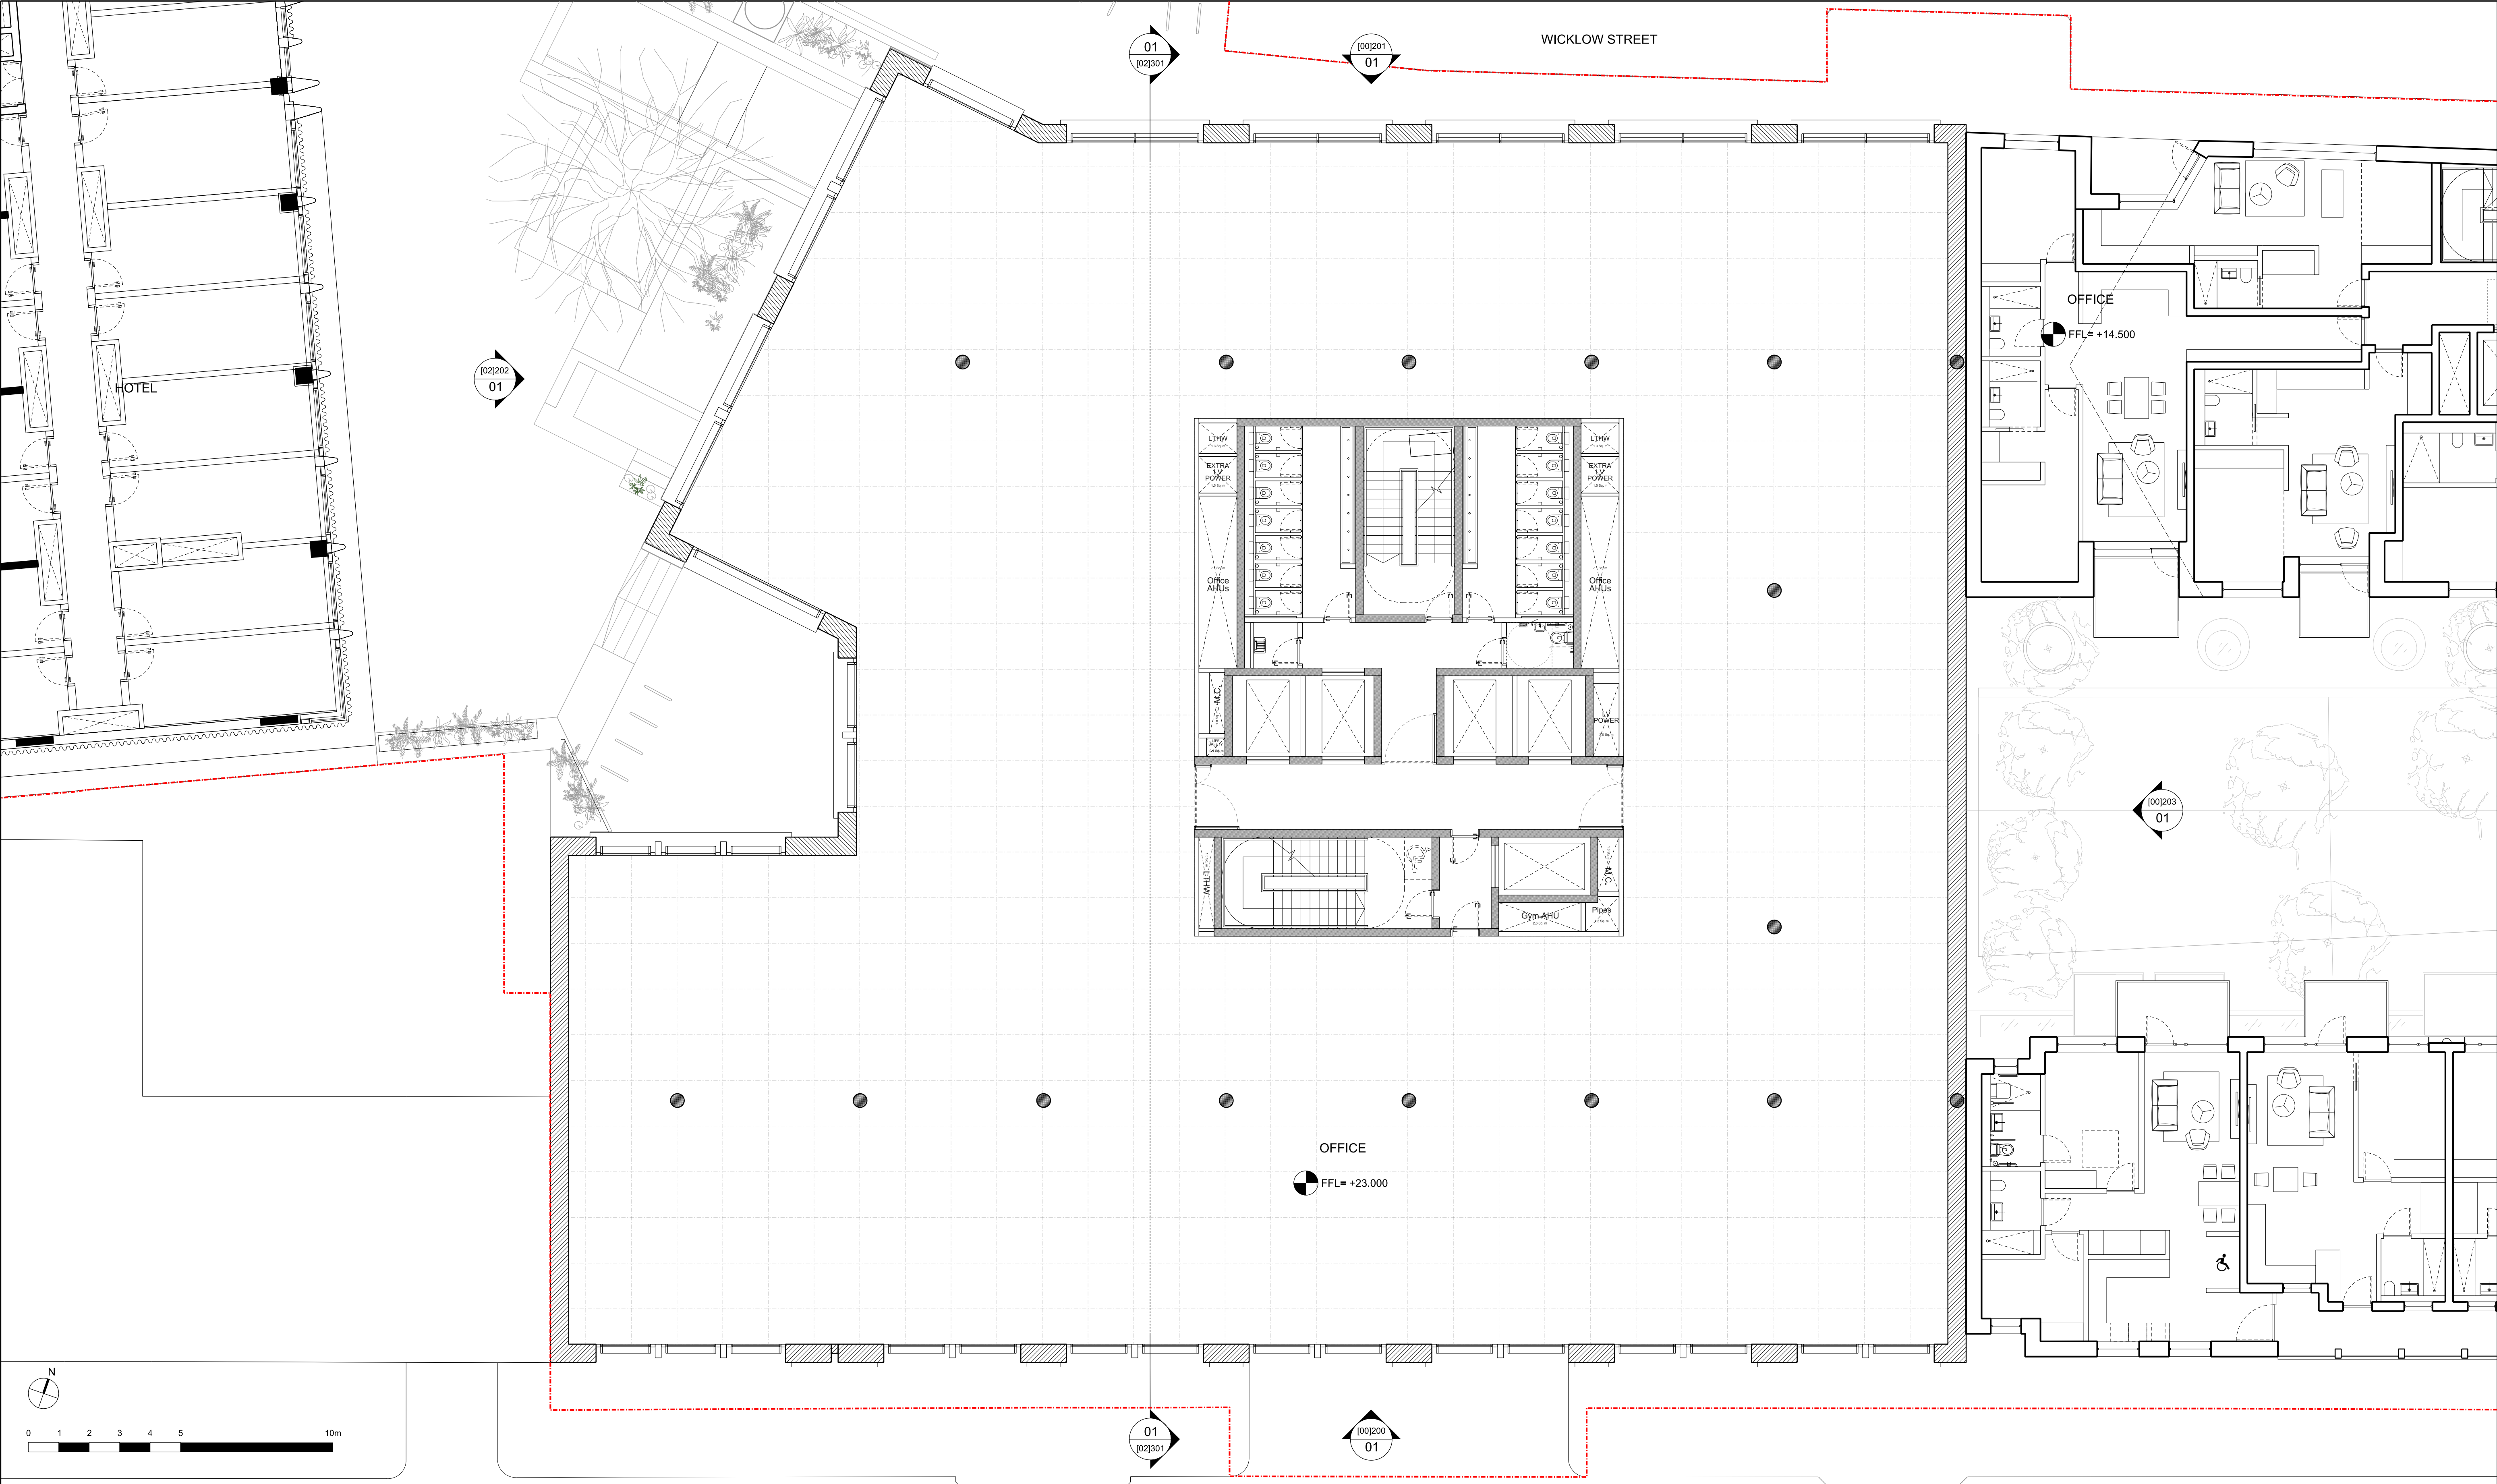 WICKLOW STREET
01
[02]301
[00]201
01
[02]202
01
HOTEL
OFFICE
FFL= +14.500
LTHW
LTHW
EXTRA
LV
POWER
EXTRA
LV
POWER
Office
AHUs
Office
AHUs
M.C.
LV
POWER
LTHW
M.C.
Gym AHU
Pipes
[00]203
01
OFFICE
FFL= +23.000
N
0 1 2 3 4 5 10m
01
[02]301
[00]200
01